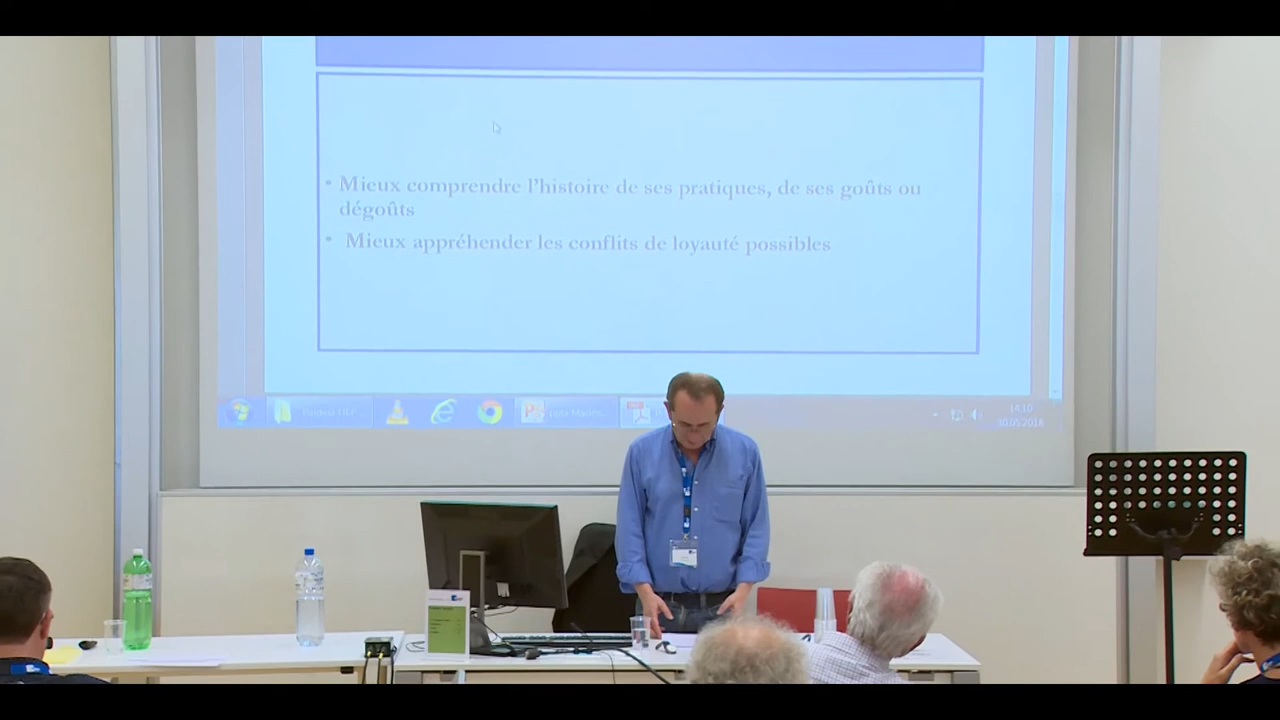 • Mieux comprendre l'histoire de ses pratiques, de ses goûts ou
dégoûts
• Mieux appréhender les conflits de loyauté possibles
14:10
30.05.2018